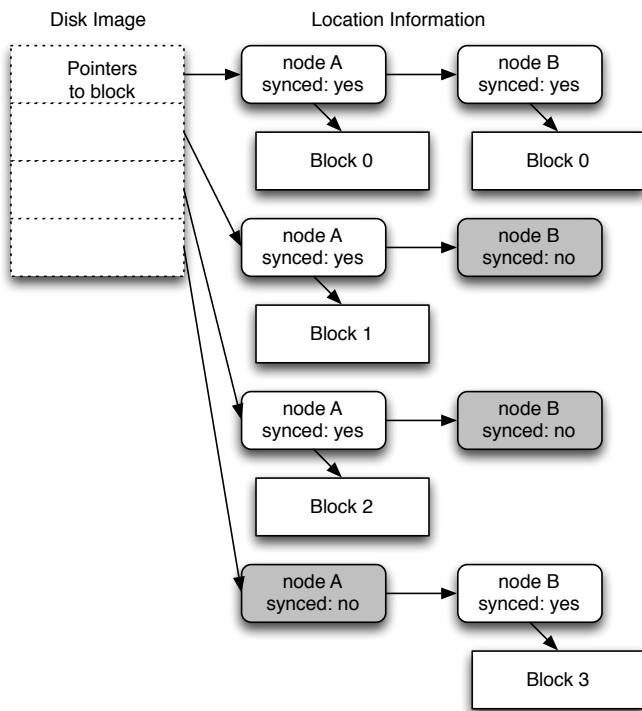 Disk Image
Location Information
Pointers
to block
node A
synced: yes
node B
synced: yes
Block 0
Block 0
node A
synced: yes
node B
synced: no
Block 1
node A
synced: yes
node B
synced: no
Block 2
node A
synced: no
node B
synced: yes
Block 3